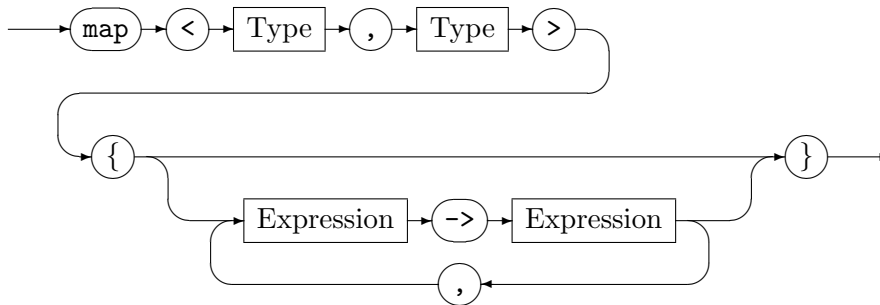 map < Type , Type >
{ }
Expression -> Expression
,